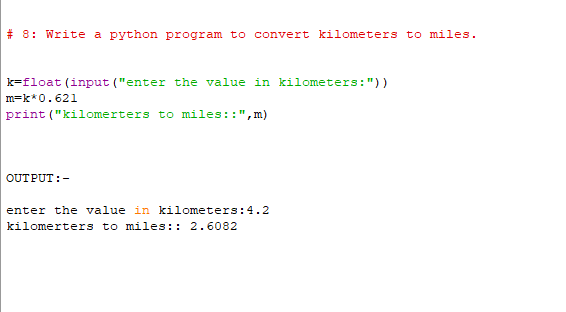 # 8: Write a python program to convert kilometers to miles.
k=float(input("enter the value in kilometers:"))
m=k*0.621
print("kilomerters to miles::",m)
OUTPUT:-
enter the value in kilometers:4.2
kilomerters to miles:: 2.6082